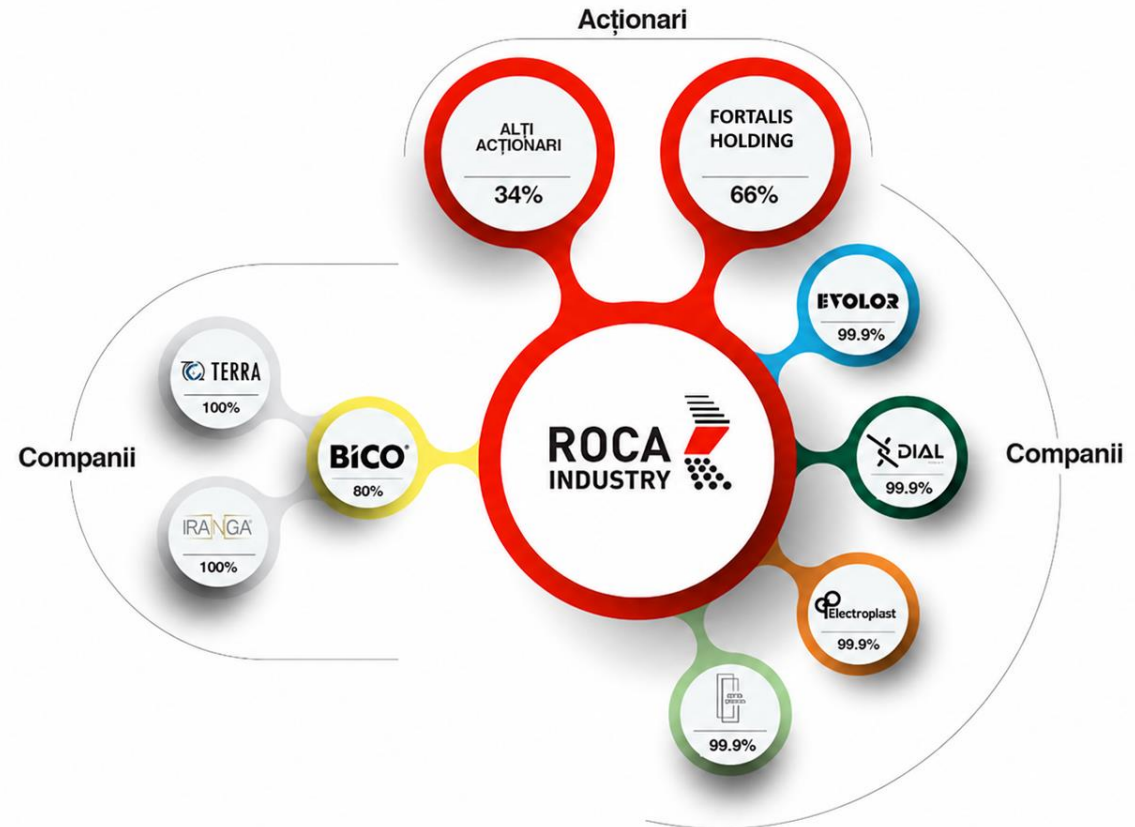 Acționari
ALȚI
ACȚIONARI
34%
FORTALIS
HOLDING
66%
EVOLOR
99.9%
TERRA
100%
DIAL
99.9%
Companii
BiCO®
80%
ROCA
INDUSTRY
Companii
IRANGA®
100%
Electroplast
99.9%
99.9%